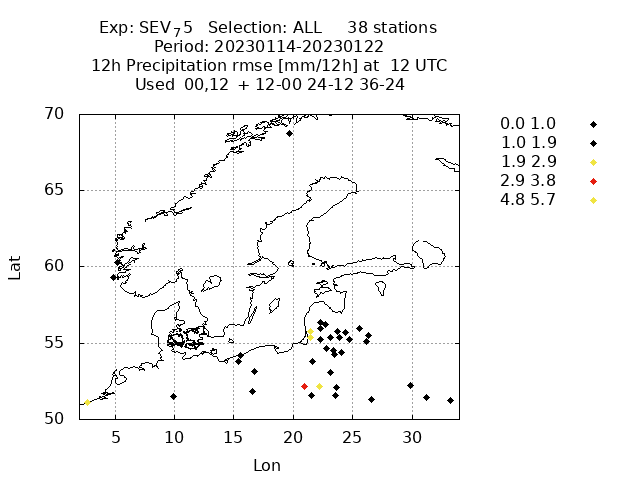 Exp: SEV₇5 Selection: ALL 38 stations
Period: 20230114-20230122
12h Precipitation rmse [mm/12h] at 12 UTC
Used 00,12 + 12-00 24-12 36-24
70
65
60
55
50
Lat
5 10 15 20 25 30
Lon
0.0 1.0
1.0 1.9
1.9 2.9
2.9 3.8
4.8 5.7